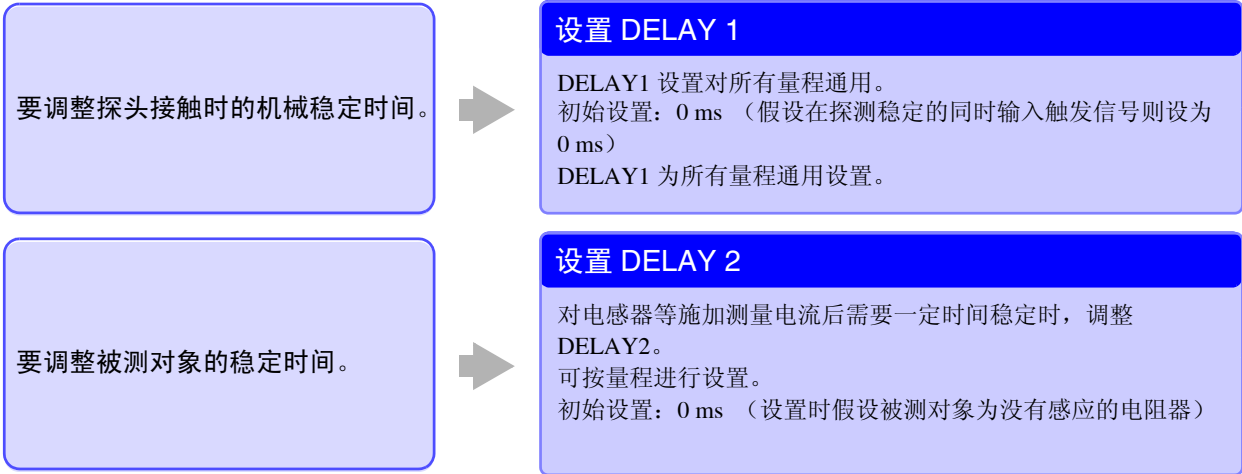 要调整探头接触时的机械稳定时间。
设置 DELAY 1
DELAY1 设置对所有量程通用。
初始设置：0 ms （假设在探测稳定的同时输入触发信号则设为
0 ms）
DELAY1 为所有量程通用设置。
要调整被测对象的稳定时间。
设置 DELAY 2
对电感器等施加测量电流后需要一定时间稳定时，调整
DELAY2。
可按量程进行设置。
初始设置：0 ms （设置时假设被测对象为没有感应的电阻器）